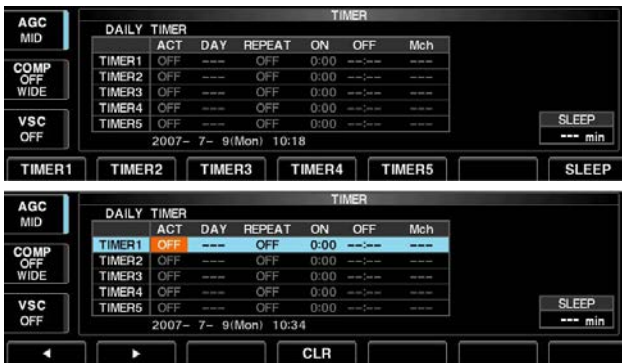 TIMER
AGC
MID
COMP
OFF
WIDE
VSC
OFF
DAILY TIMER
ACT DAY REPEAT ON OFF Mch
TIMER1 OFF --- OFF 0:00 --:-- ---
TIMER2 OFF --- OFF 0:00 --:-- ---
TIMER3 OFF --- OFF 0:00 --:-- ---
TIMER4 OFF --- OFF 0:00 --:-- ---
TIMER5 OFF --- OFF 0:00 --:-- ---
2007- 7- 9(Mon) 10:18
SLEEP
--- min
TIMER1 TIMER2 TIMER3 TIMER4 TIMER5 SLEEP
TIMER
AGC
MID
COMP
OFF
WIDE
VSC
OFF
DAILY TIMER
ACT DAY REPEAT ON OFF Mch
TIMER1 OFF --- OFF 0:00 --:-- ---
TIMER2 OFF --- OFF 0:00 --:-- ---
TIMER3 OFF --- OFF 0:00 --:-- ---
TIMER4 OFF --- OFF 0:00 --:-- ---
TIMER5 OFF --- OFF 0:00 --:-- ---
2007- 7- 9(Mon) 10:34
SLEEP
--- min
◄ ► CLR